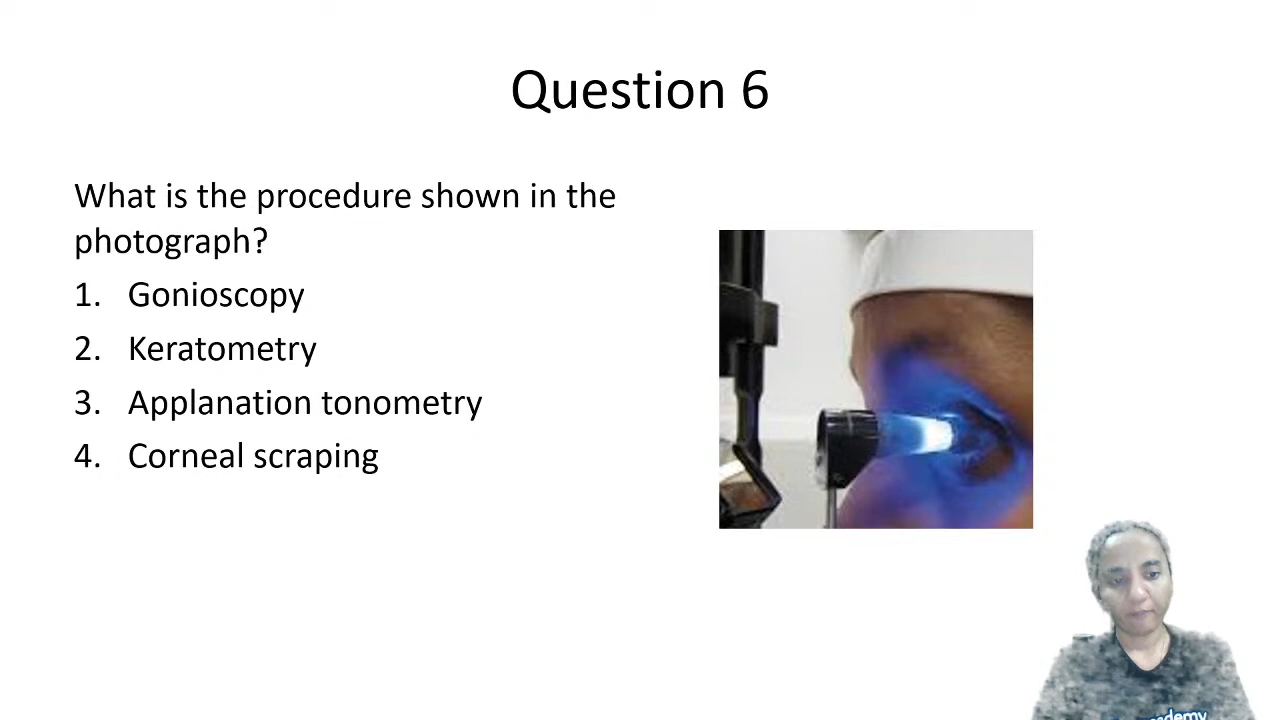 Question 6
What is the procedure shown in the
photograph?
1. Gonioscopy
2. Keratometry
3. Applanation tonometry
4. Corneal scraping